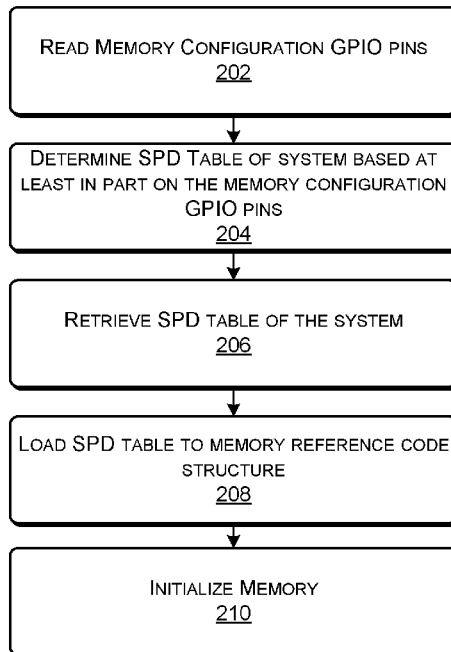 READ MEMORY CONFIGURATION GPIO PINS
202
DETERMINE SPD TABLE OF SYSTEM BASED AT
LEAST IN PART ON THE MEMORY CONFIGURATION
GPIO PINS
204
RETRIEVE SPD TABLE OF THE SYSTEM
206
LOAD SPD TABLE TO MEMORY REFERENCE CODE
STRUCTURE
208
INITIALIZE MEMORY
210